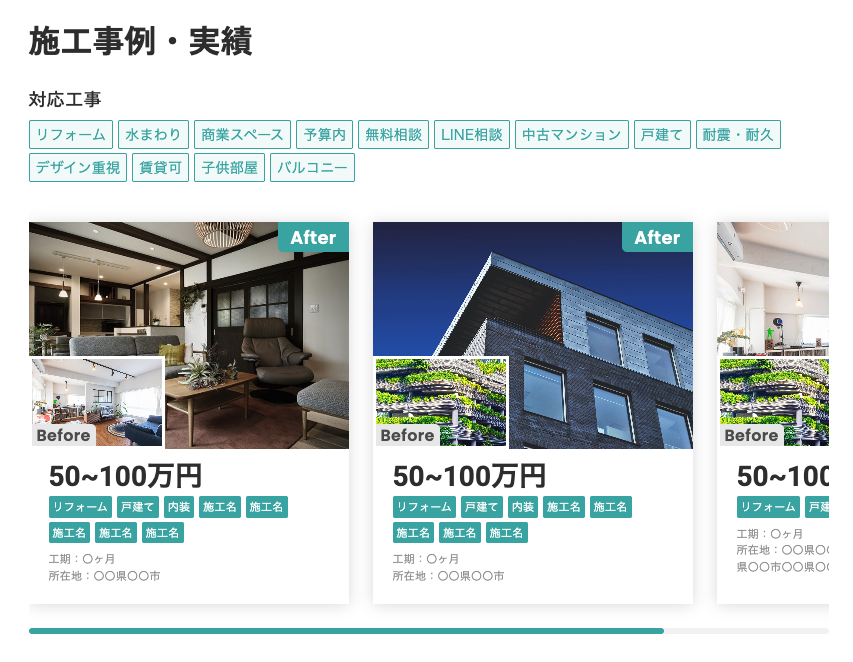 施工事例・実績
対応工事
リフォーム 水まわり 商業スペース 予算内 無料相談 LINE相談 中古マンション 戸建て 耐震・耐久
デザイン重視 賃貸可 子供部屋 バルコニー
After
Before
50~100万円
リフォーム 戸建て 内装 施工名 施工名
施工名 施工名 施工名
工期：〇ヶ月
所在地：〇〇県〇〇市
After
Before
50~100万円
リフォーム 戸建て 内装 施工名 施工名
施工名 施工名 施工名
工期：〇ヶ月
所在地：〇〇県〇〇市
Before
50~100
リフォーム 戸建
工期：〇ヶ月
所在地：〇〇県〇〇
県〇〇市〇〇県〇〇